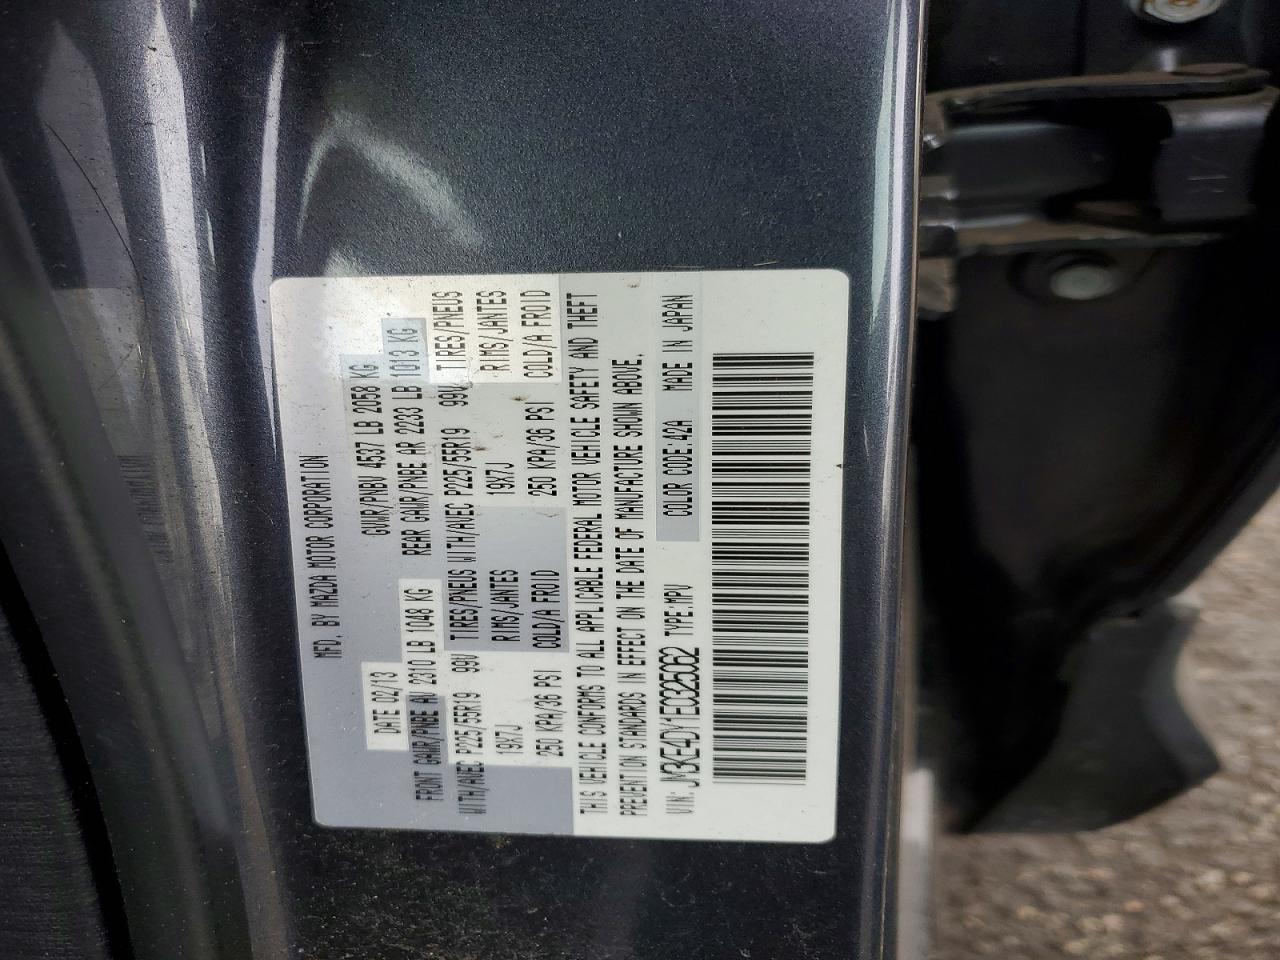 MFD. BY MAZDA MOTOR CORPORATION
DATE 02/13 GVWR/PNBV 4537 LB 2058 KG
FRONT GAWR/PNBE AV 2310 LB 1048 KG REAR GAWR/PNBE AR 2233 LB 1013 KG
WITH/AVEC P225/55R19 99V TIRES/PNEUS WITH/AVEC P225/55R19 99V TIRES/PNEUS
19X7J RIMS/JANTES 19X7J RIMS/JANTES
250 KPA/36 PSI COLD/A FROID 250 KPA/36 PSI COLD/A FROID
THIS VEHICLE CONFORMS TO ALL APPLICABLE FEDERAL MOTOR VEHICLE SAFETY AND THEFT
PREVENTION STANDARDS IN EFFECT ON THE DATE OF MANUFACTURE SHOWN ABOVE.
VIN: JM3KE4DY1E0325062 TYPE:MPV COLOR CODE:42A MADE IN JAPAN